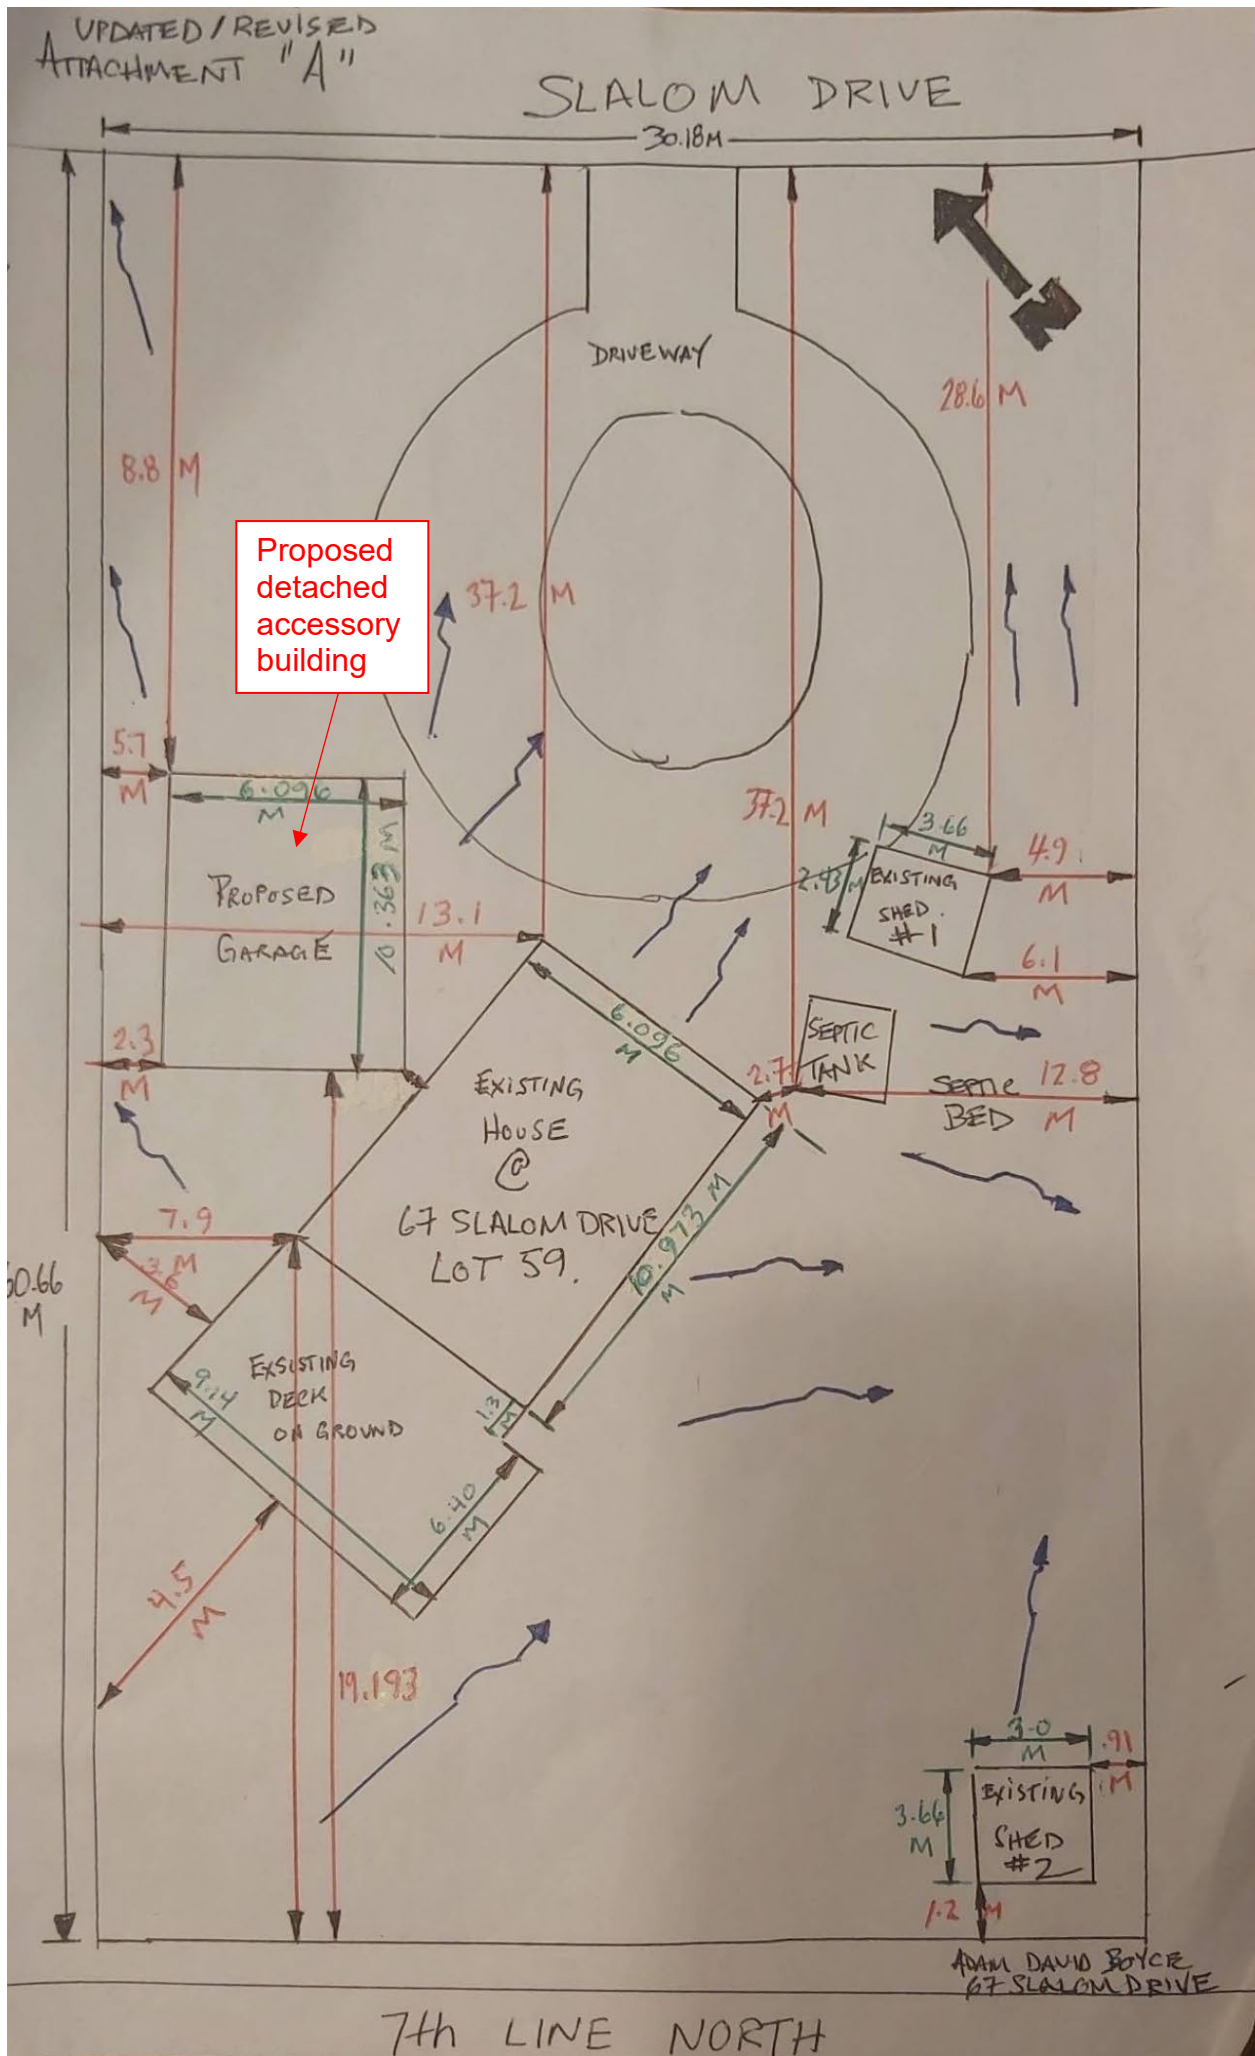 UPDATED/REVISED
ATTACHMENT "A"
SLALOM DRIVE
30.18M
DRIVEWAY
28.6 M
8.8 M
Proposed
detached
accessory
building
37.2 M
5.7
M
6.096
M
37.2 M
3.66
M
4.9
M
2.43 M
EXISTING
SHED.
#1
10.363 M
PROPOSED
GARAGE
13.1
M
6.1
M
6.096
M
SEPTIC
TANK
2.3
M
2.7
M
SEPTIC
BED
12.8
M
EXISTING
HOUSE
@
67 SLALOM DRIVE
LOT 59.
10.973 M
M
7.9
M
M
0.66
M
EXSISTING
DECK
ON GROUND
9.14
M
1.3
M
6.40
M
4.5
M
19.193
3.0
M
.91
M
3.66
M
EXISTING
SHED
#2
1.2 M
ADAM DAVID BOYCE
67 SLALOM DRIVE
7th LINE NORTH
N